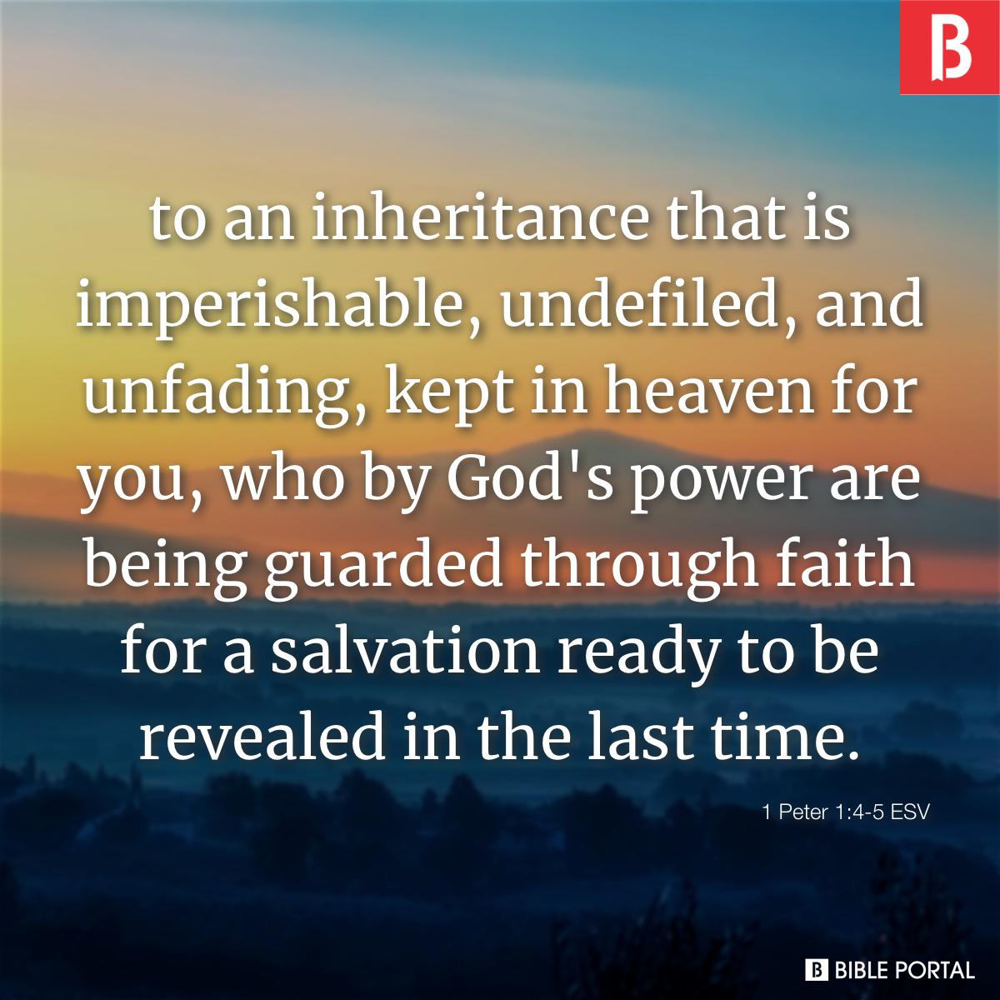 B
to an inheritance that is
imperishable, undefiled, and
unfading, kept in heaven for
you, who by God's power are
being guarded through faith
for a salvation ready to be
revealed in the last time.
1 Peter 1:4-5 ESV
B BIBLE PORTAL